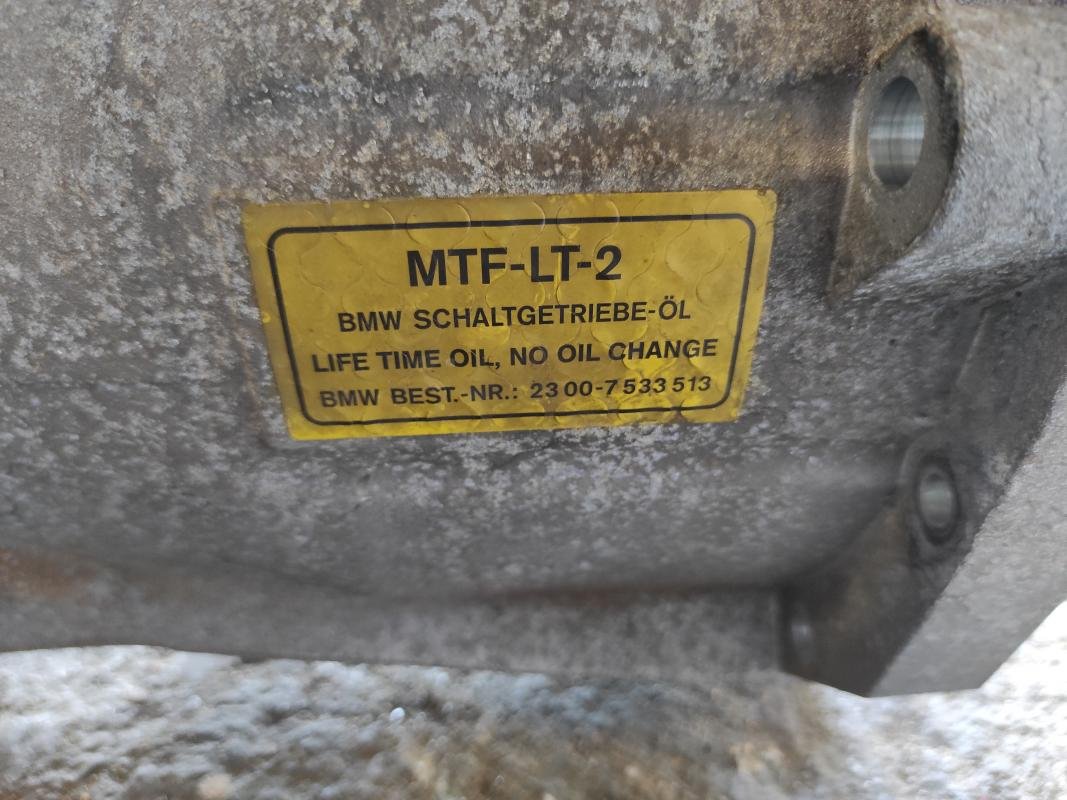 MTF-LT-2
BMW SCHALTGETRIEBE-ÖL
LIFE TIME OIL, NO OIL CHANGE
BMW BEST.-NR.: 23 00-7 533 513